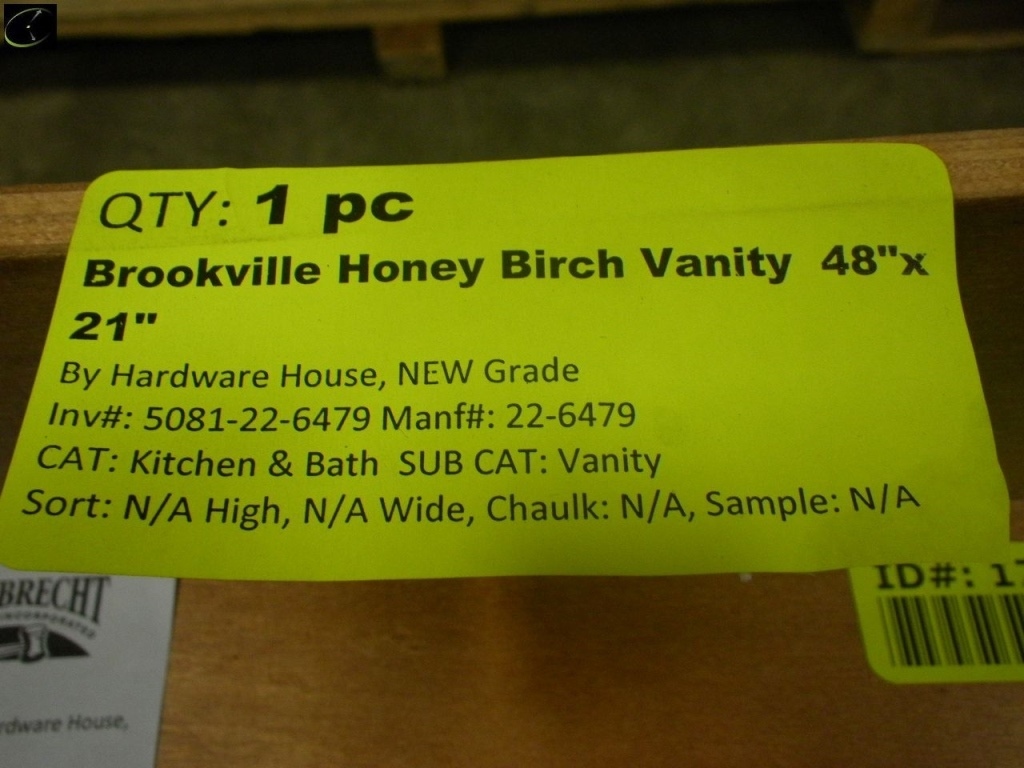 QTY: 1 pc
Brookville Honey Birch Vanity 48"x
21"
By Hardware House, NEW Grade
Inv#: 5081-22-6479 Manf#: 22-6479
CAT: Kitchen & Bath SUB CAT: Vanity
Sort: N/A High, N/A Wide, Chaulk: N/A, Sample: N/A
BRECHT
INCORPORATED
rdware House,
ID#: 17